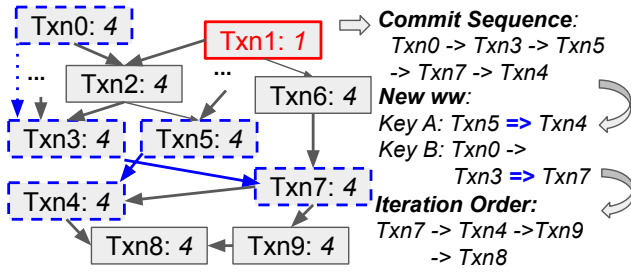 Txn0: 4
Txn1: 1
...
Txn2: 4
...
Txn6: 4
Txn3: 4
Txn5: 4
Txn4: 4
Txn7: 4
Txn8: 4
Txn9: 4
Commit Sequence:
Txn0 -> Txn3 -> Txn5
-> Txn7 -> Txn4
New ww:
Key A: Txn5 => Txn4
Key B: Txn0 ->
Txn3 => Txn7
Iteration Order:
Txn7 -> Txn4 ->Txn9
-> Txn8